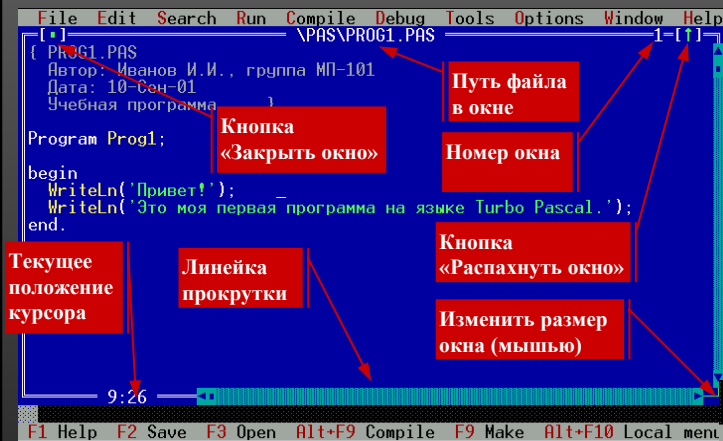 File Edit Search Run Compile Debug Tools Options Window Help
[■] \PAS\PROG1.PAS 1 [↑]
{ PROG1.PAS
Автор: Иванов И.И., группа МП-101
Дата: 10-Сен-01
Учебная программа }
Путь файла
в окне
Кнопка
«Закрыть окно»
Номер окна
Program Prog1;
begin
WriteLn('Привет!');
WriteLn('Это моя первая программа на языке Turbo Pascal.');
end.
Кнопка
«Распахнуть окно»
Текущее
положение
курсора
Линейка
прокрутки
Изменить размер
окна (мышью)
9:26
F1 Help F2 Save F3 Open Alt+F9 Compile F9 Make Alt+F10 Local menu